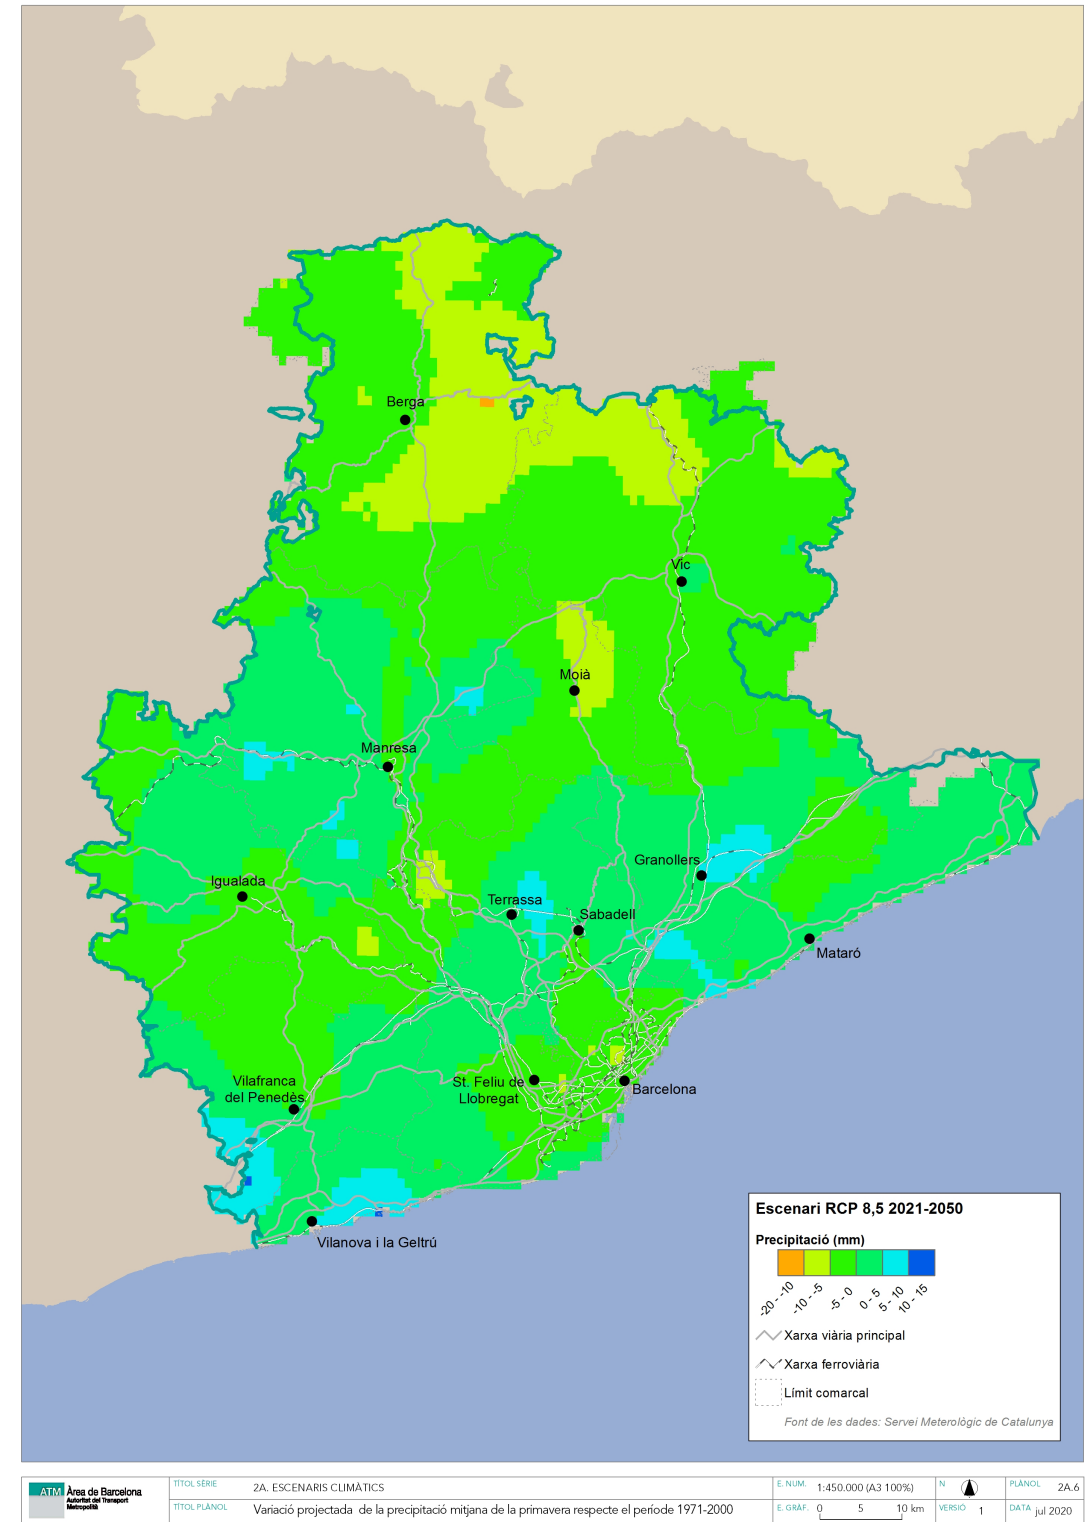 Berga
Vic
Moià
Manresa
Granollers
Igualada
Terrassa
Sabadell
Mataró
Vilafranca
del Penedès
St. Feliu de
Llobregat
Barcelona
Vilanova i la Geltrú
Escenari RCP 8,5 2021-2050
Precipitació (mm)
-20 - -10
-10 - -5
-5 - 0
0 - 5
5 - 10
10 - 15
Xarxa viària principal
Xarxa ferroviària
Límit comarcal
Font de les dades: Servei Meterològic de Catalunya
ATM Àrea de Barcelona
Autoritat del Transport
Metropolità
TÍTOL SÈRIE
2A. ESCENARIS CLIMÀTICS
TÍTOL PLÀNOL
Variació projectada de la precipitació mitjana de la primavera respecte el període 1971-2000
E. NUM. 1:450.000 (A3 100%)
E. GRÀF. 0 5 10 km
N
VERSIÓ 1
PLÀNOL 2A.6
DATA jul 2020